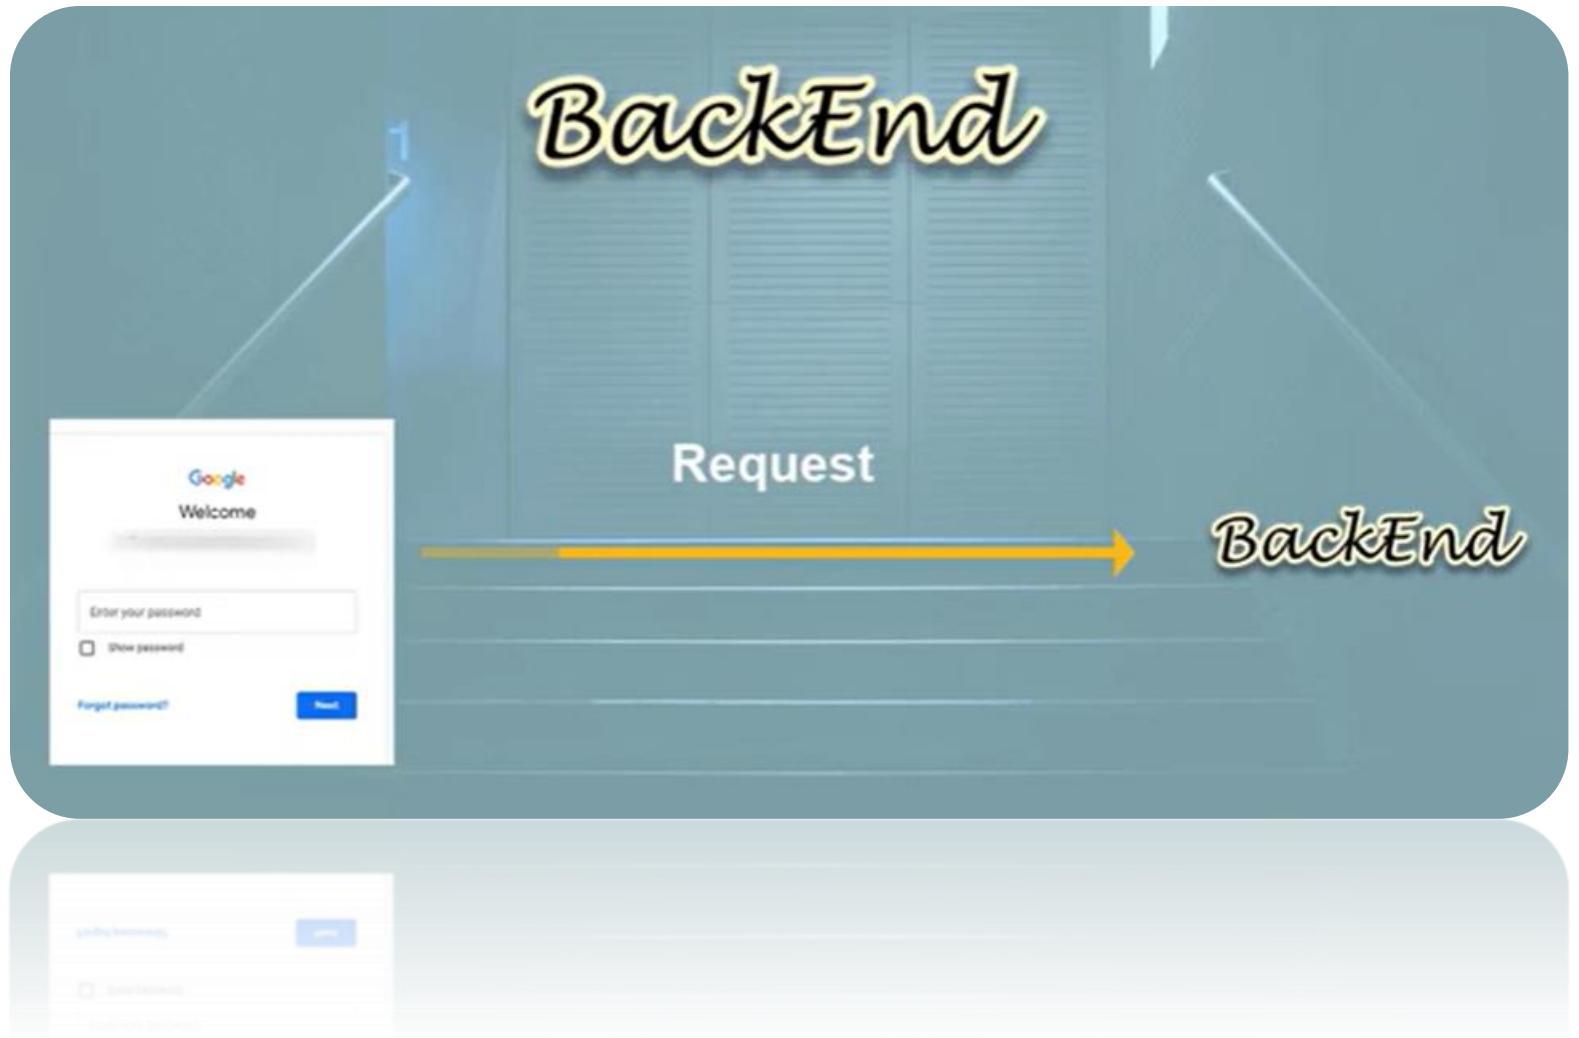 BackEnd
Request
BackEnd
Google
Welcome
Enter your password
Show password
Forgot password?
Next